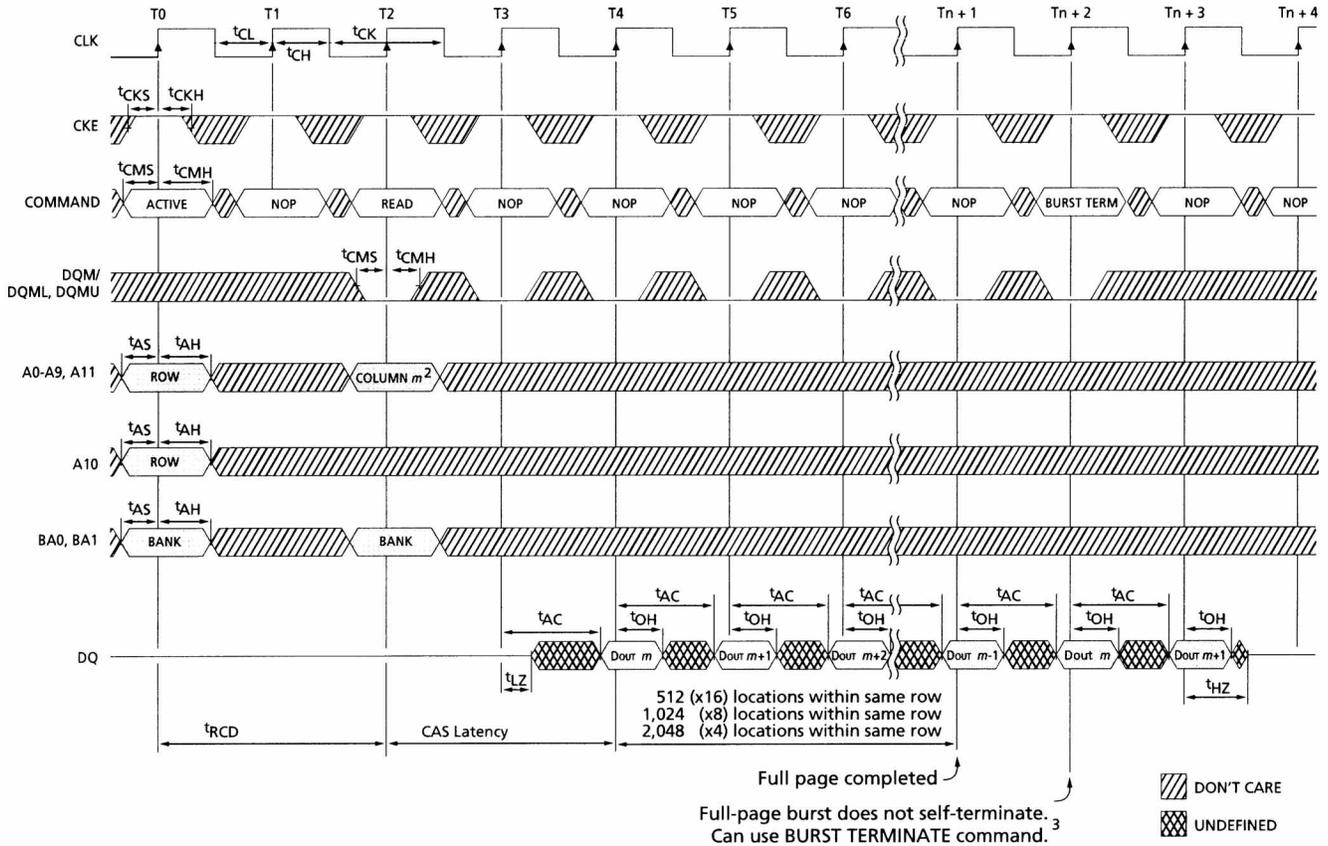 T0 T1 T2 T3 T4 T5 T6 Tn + 1 Tn + 2 Tn + 3 Tn + 4
CLK tCL tCH tCK
tCKS tCKH
CKE
tCMS tCMH
COMMAND ACTIVE NOP READ NOP NOP NOP NOP NOP BURST TERM NOP NOP
tCMS tCMH
DQM/
DQML, DQMU
tAS tAH
A0-A9, A11 ROW COLUMN m2
tAS tAH
A10 ROW
tAS tAH
BA0, BA1 BANK BANK
tAC tAC tAC tAC tAC tAC
tOH tOH tOH tOH tOH tOH
DQ DOUT m DOUT m+1 DOUT m+2 DOUT m-1 DOUT m DOUT m+1
tLZ tHZ
512 (x16) locations within same row
1,024 (x8) locations within same row
2,048 (x4) locations within same row
tRCD CAS Latency
Full page completed
Full-page burst does not self-terminate.
Can use BURST TERMINATE command. 3
DON'T CARE
UNDEFINED